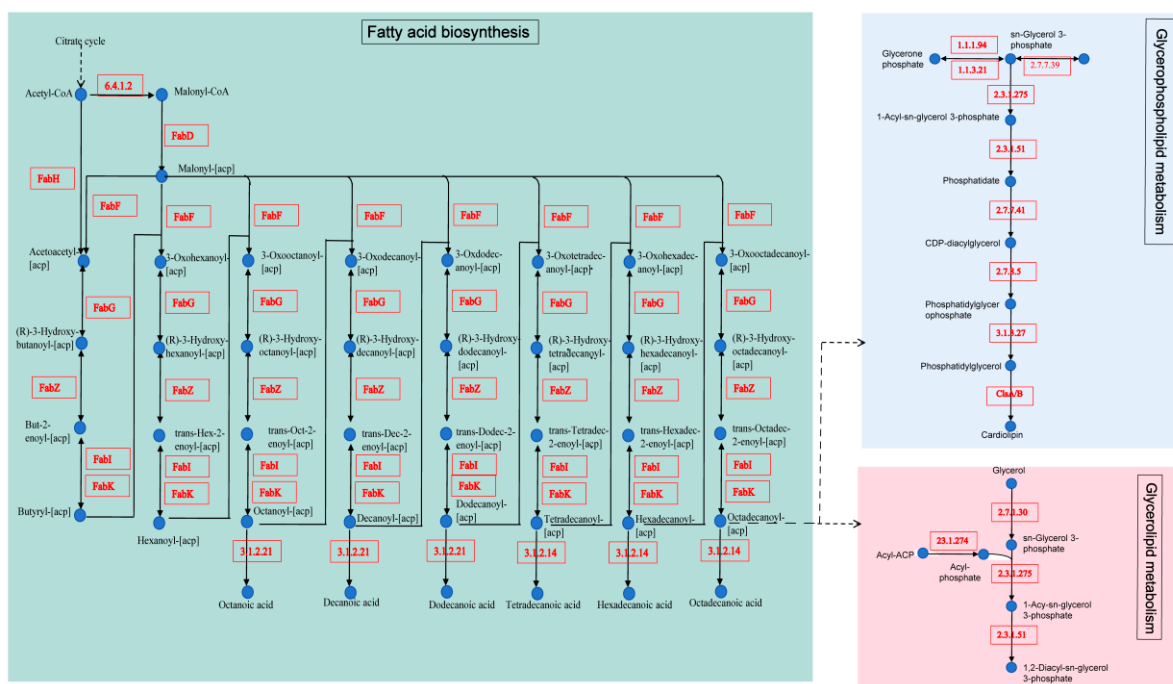 Fatty acid biosynthesis
Citrate cycle
6.4.1.2
Acetyl-CoA
Malonyl-CoA
FabD
Malonyl-[acp]
FabH
FabF
FabF
FabF
FabF
FabF
FabF
FabF
FabF
Acetoacetyl-
[acp]
3-Oxohexanoyl-
[acp]
3-Oxooctanoyl-
[acp]
3-Oxodecanoyl-
[acp]
3-Oxdodec-
anoyl-[acp]
3-Oxotetradec-
anoyl-[acp]
3-Oxohexadec-
anoyl-[acp]
3-Oxooctadecanoyl-
[acp]
FabG
FabG
FabG
FabG
FabG
FabG
FabG
FabG
(R)-3-Hydroxy-
butanoyl-[acp]
(R)-3-Hydroxy-
hexanoyl-[acp]
(R)-3-Hydroxy-
octanoyl-[acp]
(R)-3-Hydroxy-
decanoyl-[acp]
(R)-3-Hydroxy-
dodecanoyl-
[acp]
(R)-3-Hydroxy-
tetradecanoyl-
[acp]
(R)-3-Hydroxy-
hexadecanoyl-
[acp]
(R)-3-Hydroxy-
octadecanoyl-
[acp]
FabZ
FabZ
FabZ
FabZ
FabZ
FabZ
FabZ
FabZ
But-2-
enoyl-[acp]
trans-Hex-2-
enoyl-[acp]
trans-Oct-2-
enoyl-[acp]
trans-Dec-2-
enoyl-[acp]
trans-Dodec-2-
enoyl-[acp]
trans-Tetradec-
2-enoyl-[acp]
trans-Hexadec-
2-enoyl-[acp]
trans-Octadec-
2-enoyl-[acp]
FabI
FabI
FabI
FabI
FabI
FabI
FabI
FabI
FabK
FabK
FabK
FabK
FabK
FabK
FabK
FabK
Butyryl-[acp]
Hexanoyl-[acp]
Octanoyl-[acp]
Decanoyl-[acp]
Dodecanoyl-
[acp]
Tetradecanoyl-
[acp]
Hexadecanoyl-
[acp]
Octadecanoyl-
[acp]
3.1.2.21
3.1.2.21
3.1.2.21
3.1.2.14
3.1.2.14
3.1.2.14
Octanoic acid
Decanoic acid
Dodecanoic acid
Tetradecanoic acid
Hexadecanoic acid
Octadecanoic acid
Glycerophospholipid metabolism
Glycerone
phosphate
1.1.1.94
1.1.3.21
sn-Glycerol 3-
phosphate
2.7.7.39
2.3.1.275
1-Acyl-sn-glycerol 3-phosphate
2.3.1.51
Phosphatidate
2.7.7.41
CDP-diacylglycerol
2.7.8.5
Phosphatidylglycer
ophosphate
3.1.3.27
Phosphatidylglycerol
ClsA/B
Cardiolipin
Glycerolipid metabolism
Glycerol
2.7.1.30
sn-Glycerol 3-
phosphate
23.1.274
Acyl-ACP
Acyl-
phosphate
2.3.1.275
1-Acy-sn-glycerol
3-phosphate
2.3.1.51
1,2-Diacyl-sn-glycerol
3-phosphate